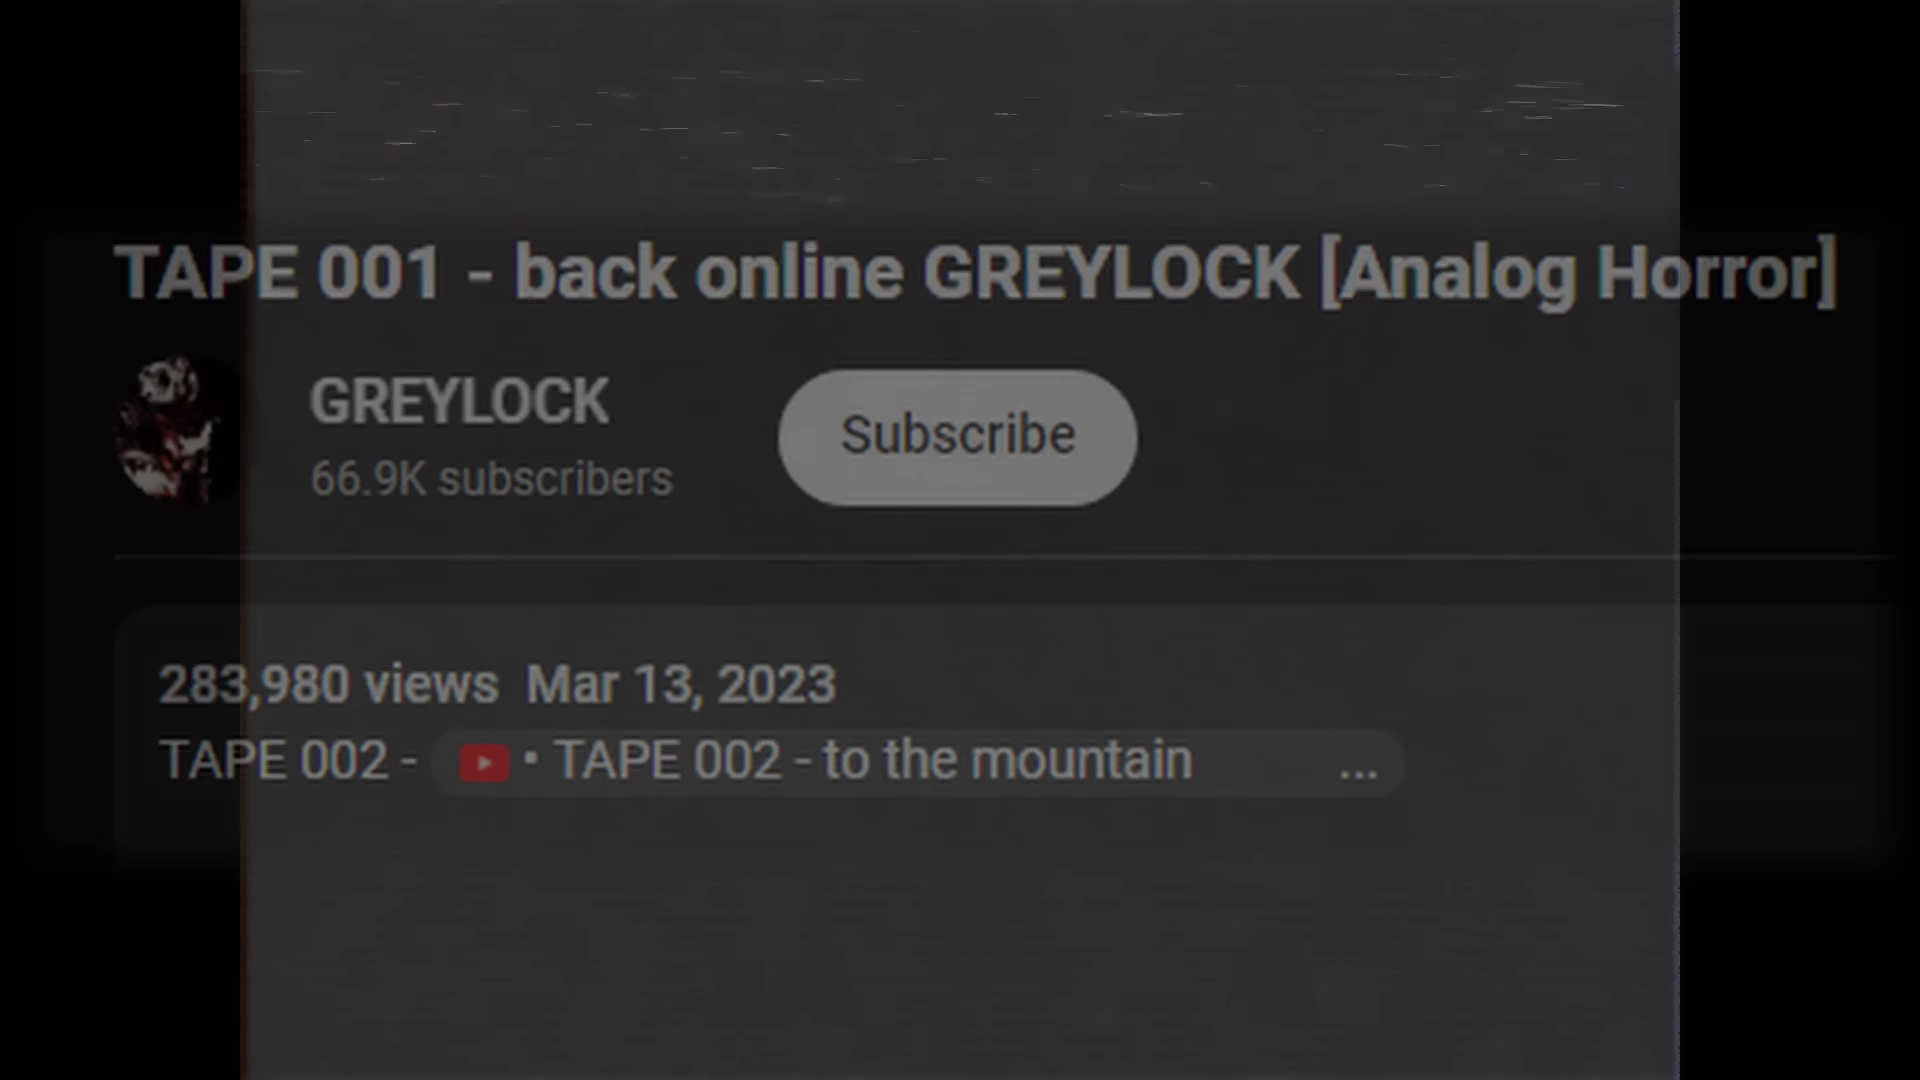 TAPE 001 - back online GREYLOCK [Analog Horror]
GREYLOCK
66.9K subscribers
Subscribe
283,980 views Mar 13, 2023
TAPE 002 - • TAPE 002 - to the mountain ...